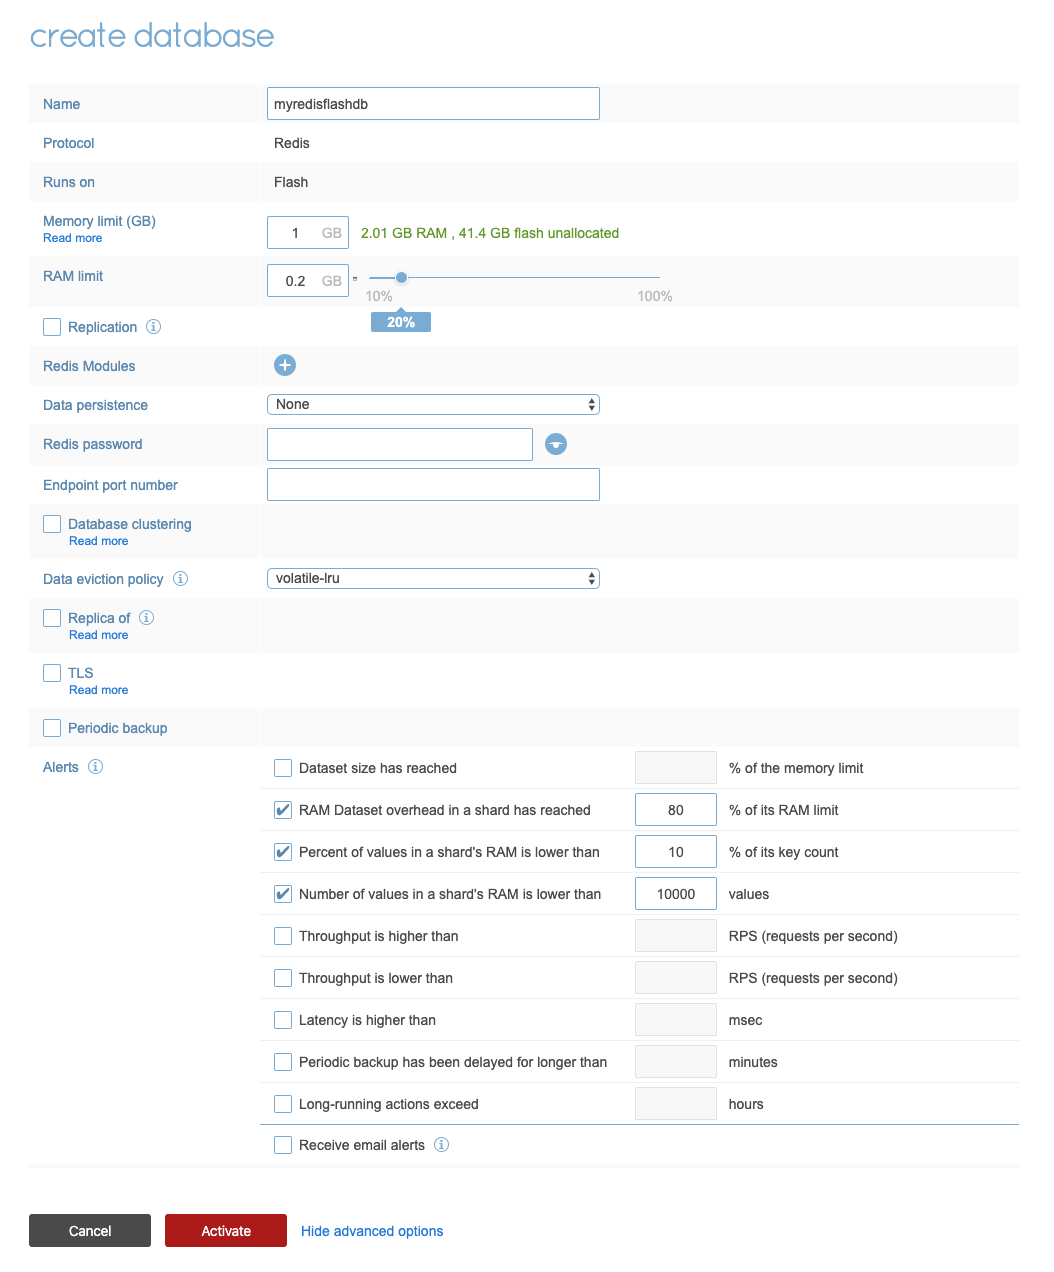 create database
Name myredisflashdb
Protocol Redis
Runs on Flash
Memory limit (GB)
Read more
1 GB 2.01 GB RAM , 41.4 GB flash unallocated
RAM limit 0.2 GB
10% 100%
20%
Replication
Redis Modules
Data persistence None
Redis password
Endpoint port number
Database clustering
Read more
Data eviction policy volatile-lru
Replica of
Read more
TLS
Read more
Periodic backup
Alerts
Dataset size has reached % of the memory limit
RAM Dataset overhead in a shard has reached 80 % of its RAM limit
Percent of values in a shard's RAM is lower than 10 % of its key count
Number of values in a shard's RAM is lower than 10000 values
Throughput is higher than RPS (requests per second)
Throughput is lower than RPS (requests per second)
Latency is higher than msec
Periodic backup has been delayed for longer than minutes
Long-running actions exceed hours
Receive email alerts
Cancel Activate Hide advanced options